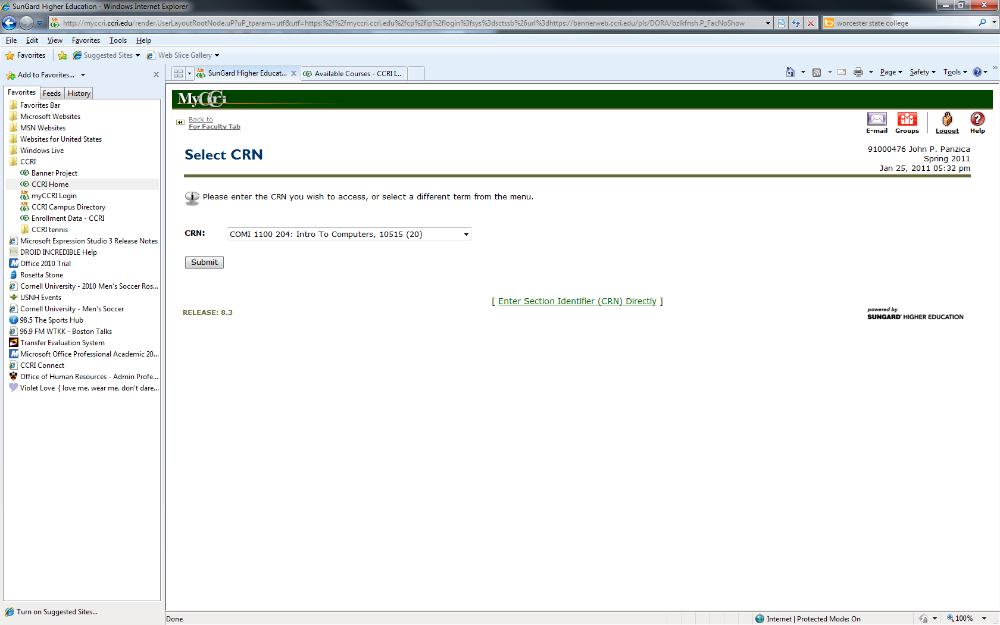 SunGard Higher Education - Windows Internet Explorer
http://myccri.ccri.edu/render.UserLayoutRootNode.uP?uP_tparam=utf&utf=https:%2f%2fmyccri.ccri.edu%2fcp%2fip%2flogin%3fsys%3dsctssb%26url%3dhttps://bannerweb.ccri.edu/pls/DORA/bzlkfnsh.P_FacNoShow
worcester state college
File Edit View Favorites Tools Help
Favorites Suggested Sites Web Slice Gallery
Add to Favorites...
SunGard Higher Educat... Available Courses - CCRI I...
Page Safety Tools
Favorites Feeds History
Favorites Bar
Microsoft Websites
MSN Websites
Websites for United States
Windows Live
CCRI
Banner Project
CCRI Home
myCCRI Login
CCRI Campus Directory
Enrollment Data - CCRI
CCRI tennis
Microsoft Expression Studio 3 Release Notes
DROID INCREDIBLE Help
Office 2010 Trial
Rosetta Stone
Cornell University - 2010 Men's Soccer Ros...
USNH Events
Cornell University - Men's Soccer
98.5 The Sports Hub
96.9 FM WTKK - Boston Talks
Transfer Evaluation System
Microsoft Office Professional Academic 20...
CCRI Connect
Office of Human Resources - Admin Profe...
Violet Love { love me. wear me. don't dare...
Turn on Suggested Sites...
MyCCRi
Back to
For Faculty Tab
E-mail Groups Logout Help
Select CRN
91000476 John P. Panzica
Spring 2011
Jan 25, 2011 05:32 pm
Please enter the CRN you wish to access, or select a different term from the menu.
CRN: COMI 1100 204: Intro To Computers, 10515 (20)
Submit
[ Enter Section Identifier (CRN) Directly ]
RELEASE: 8.3
powered by
SUNGARD HIGHER EDUCATION
Done
Internet | Protected Mode: On
100%